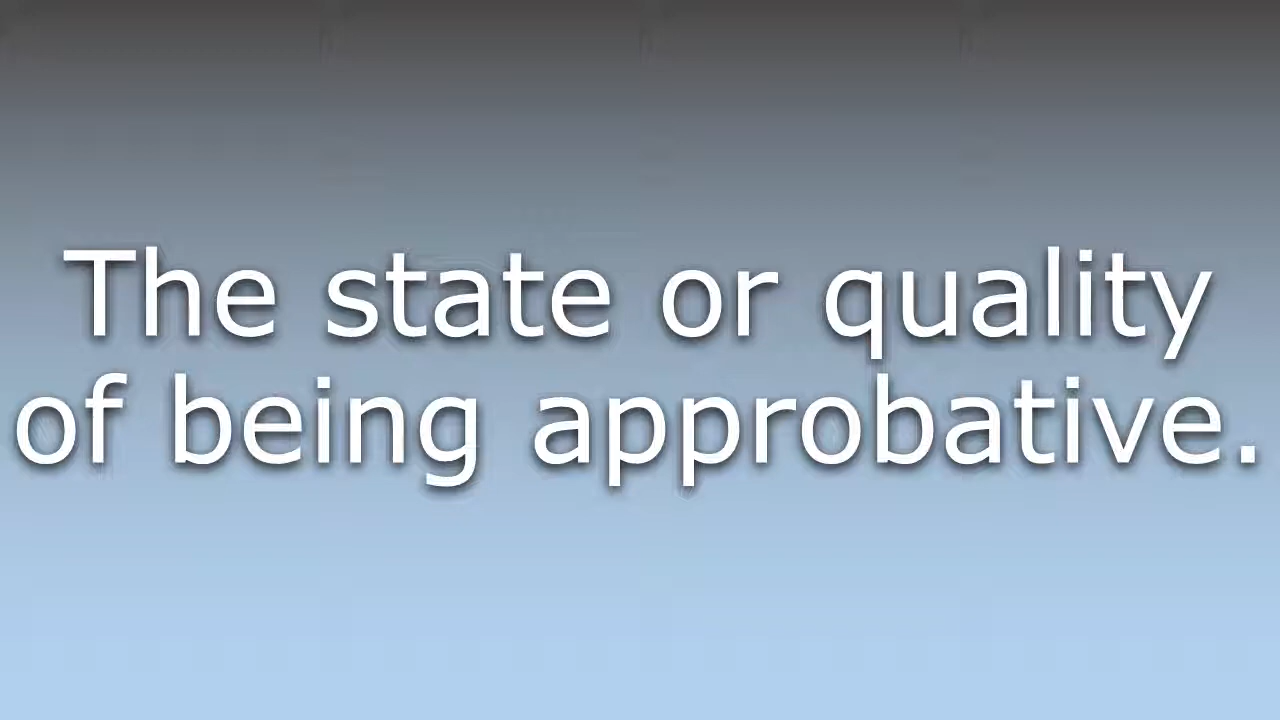 The state or quality
of being approbative.